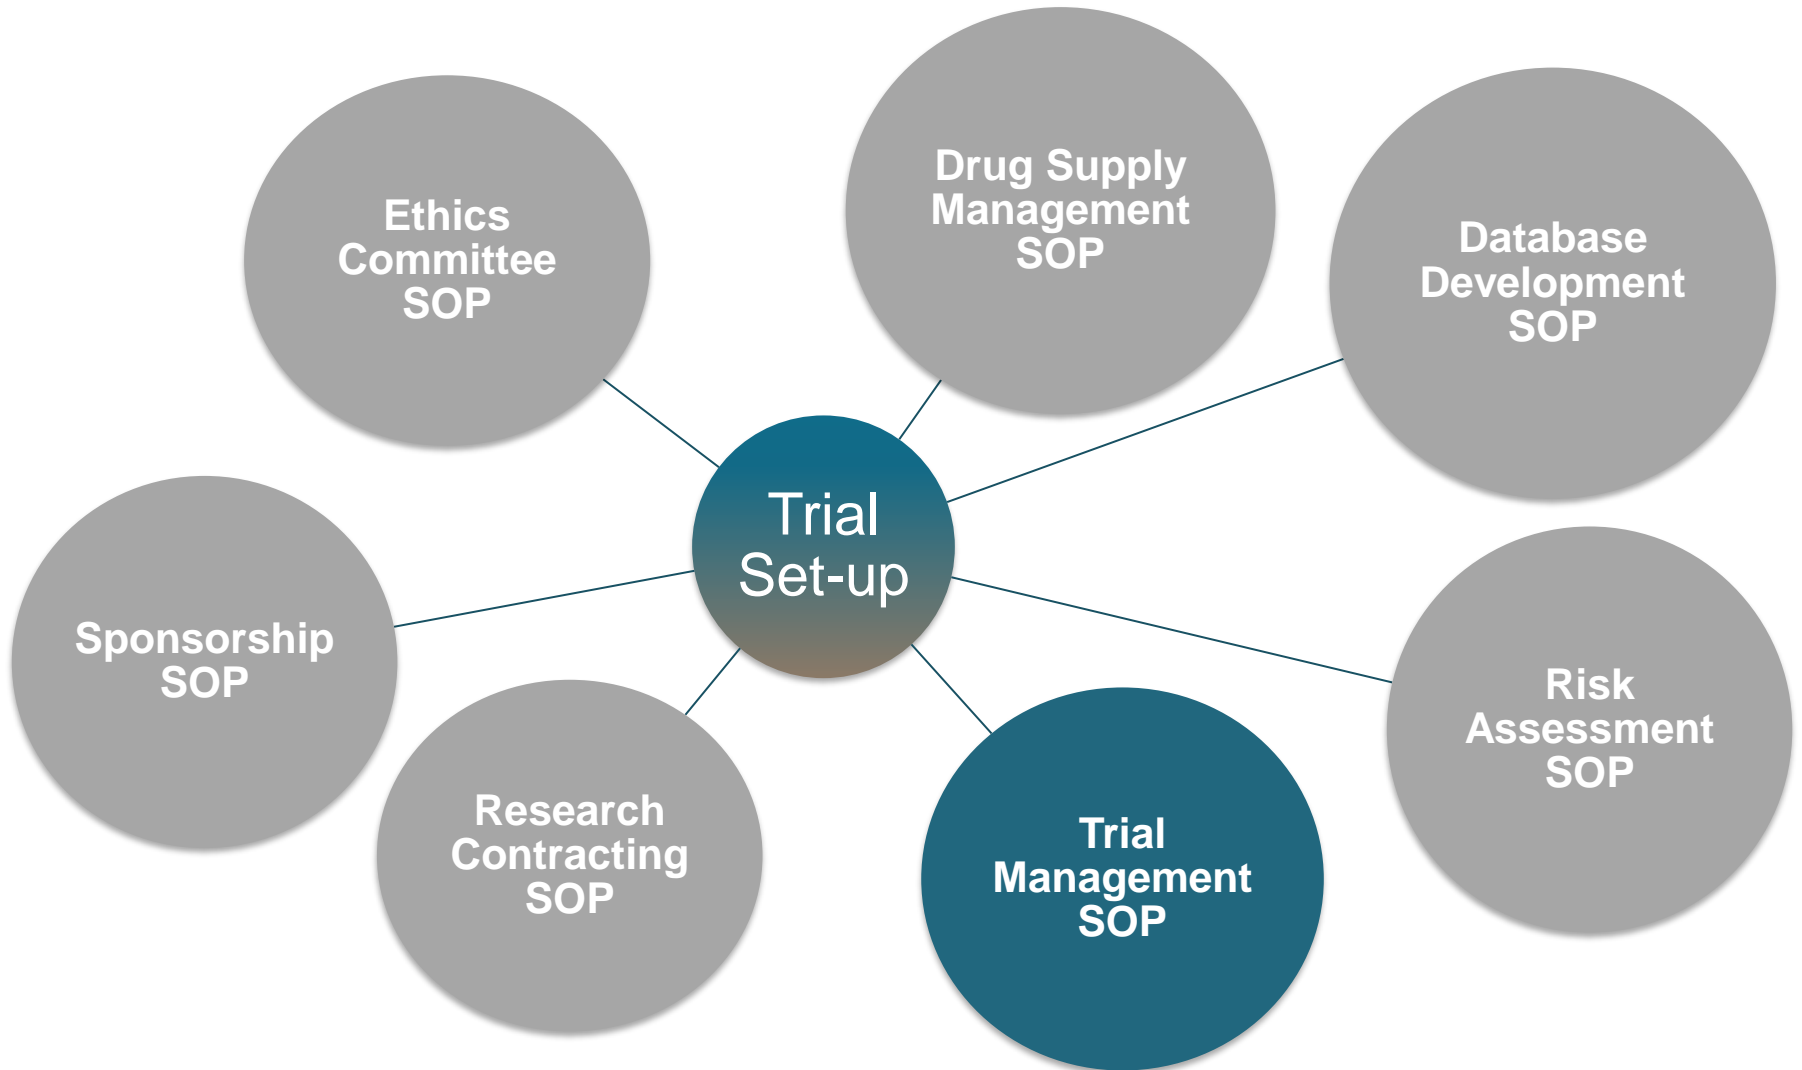 Ethics
Committee
SOP
Drug Supply
Management
SOP
Database
Development
SOP
Trial
Set-up
Sponsorship
SOP
Research
Contracting
SOP
Trial
Management
SOP
Risk
Assessment
SOP